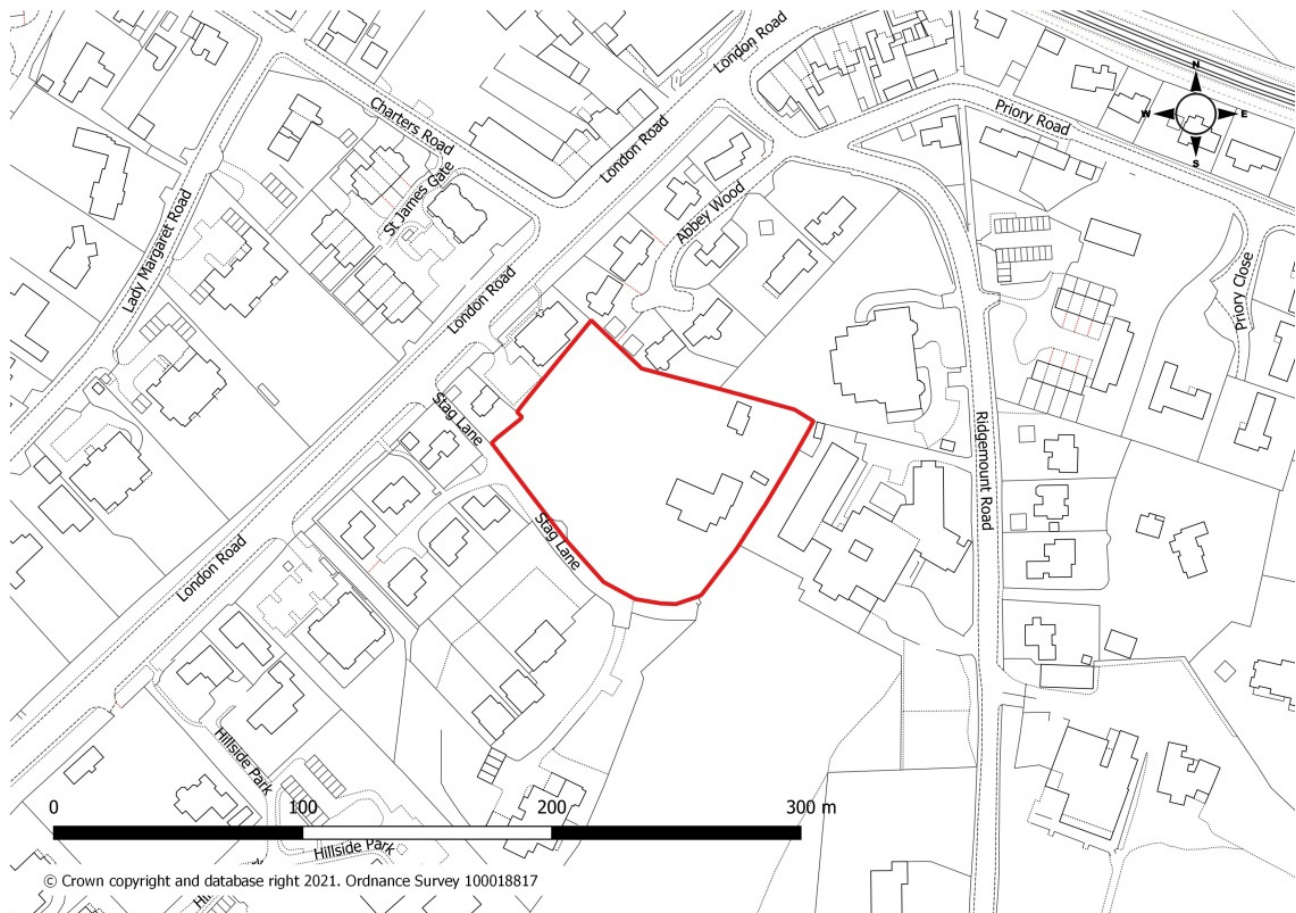 London Road
N
W
E
S
Charters Road
Priory Road
London Road
St James Gate
Abbey Wood
Lady Margaret Road
London Road
Priory Close
Stag Lane
Ridgemount Road
Stag Lane
London Road
Hillside Park
0 100 200 300 m
Hillside Park
© Crown copyright and database right 2021. Ordnance Survey 100018817